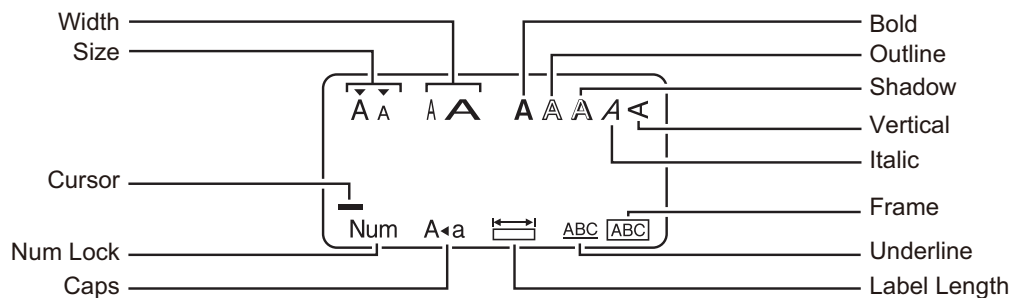 Width
Size
Bold
Outline
Shadow
Vertical
Italic
A A A A A A A A A
Cursor
Frame
Num A◂a ABC ABC
Num Lock
Caps
Underline
Label Length